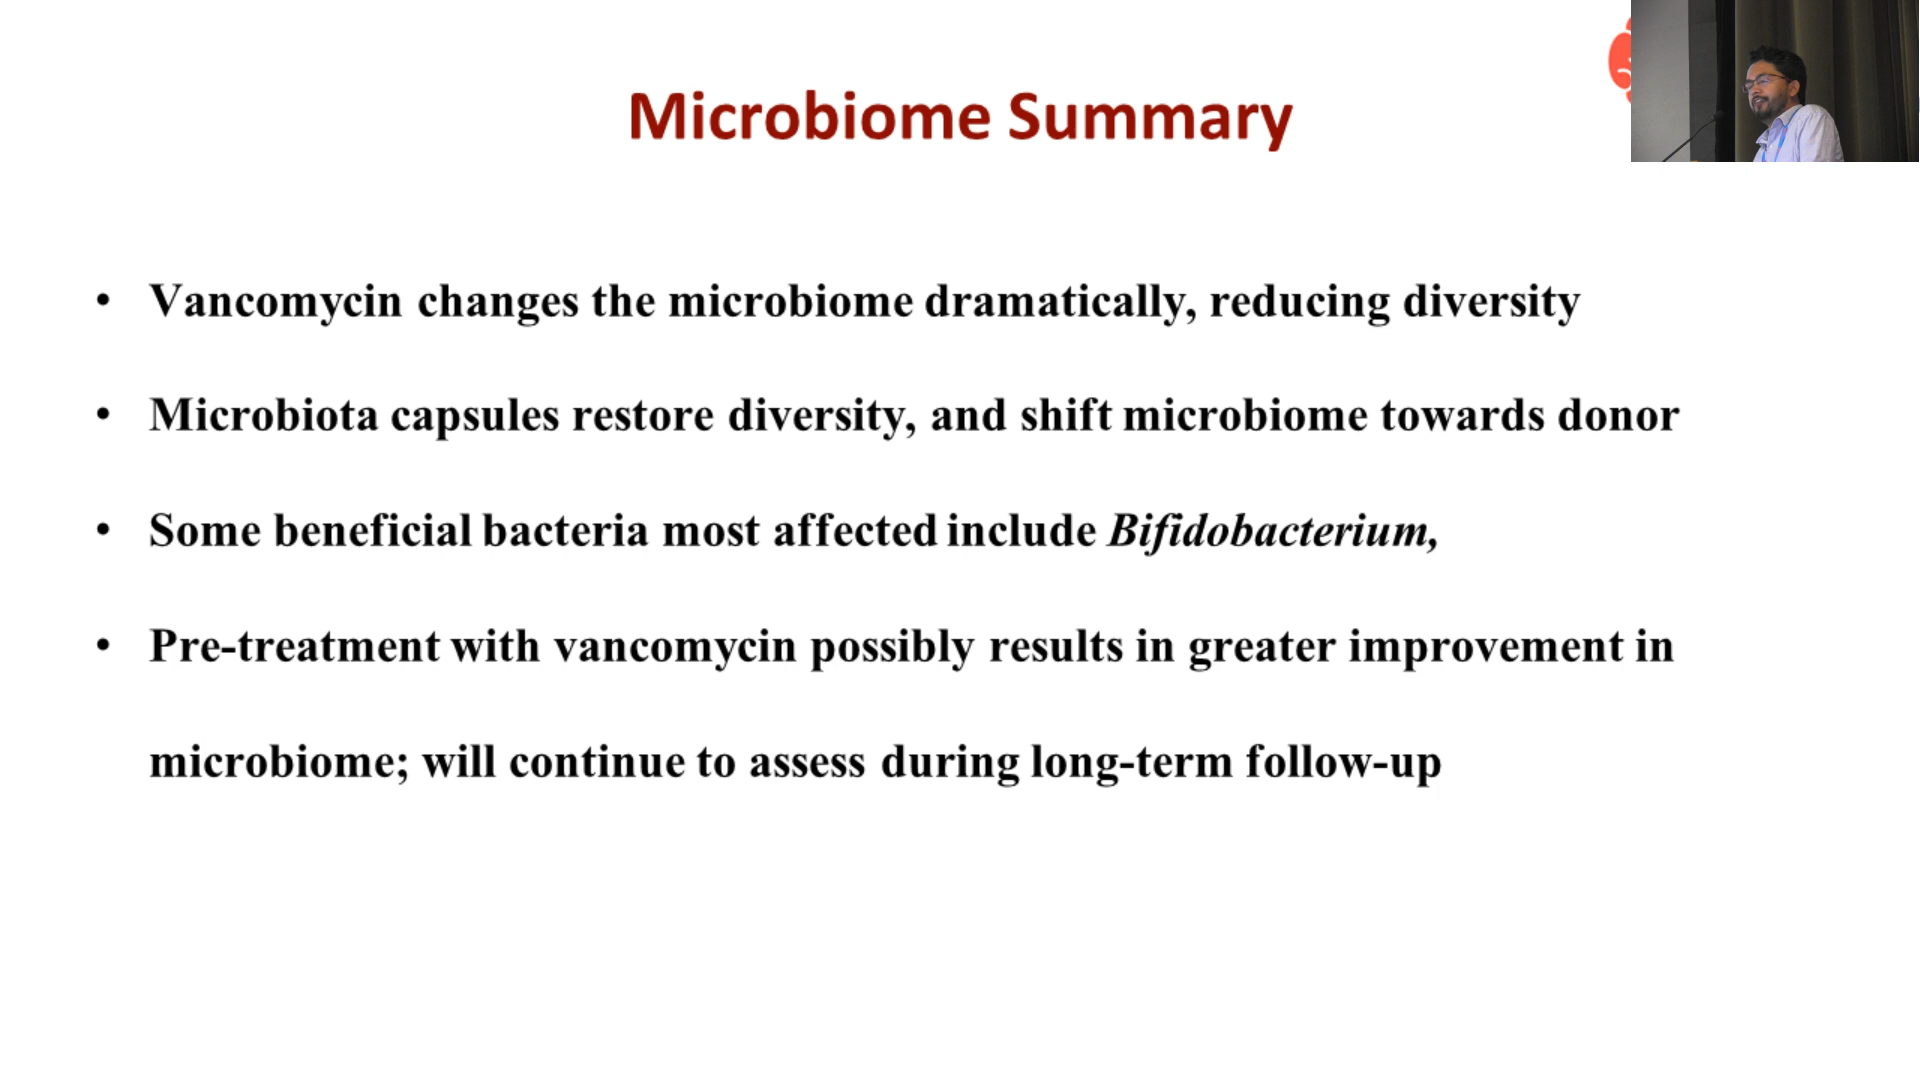 Microbiome Summary
• Vancomycin changes the microbiome dramatically, reducing diversity
• Microbiota capsules restore diversity, and shift microbiome towards donor
• Some beneficial bacteria most affected include Bifidobacterium,
• Pre-treatment with vancomycin possibly results in greater improvement in
microbiome; will continue to assess during long-term follow-up